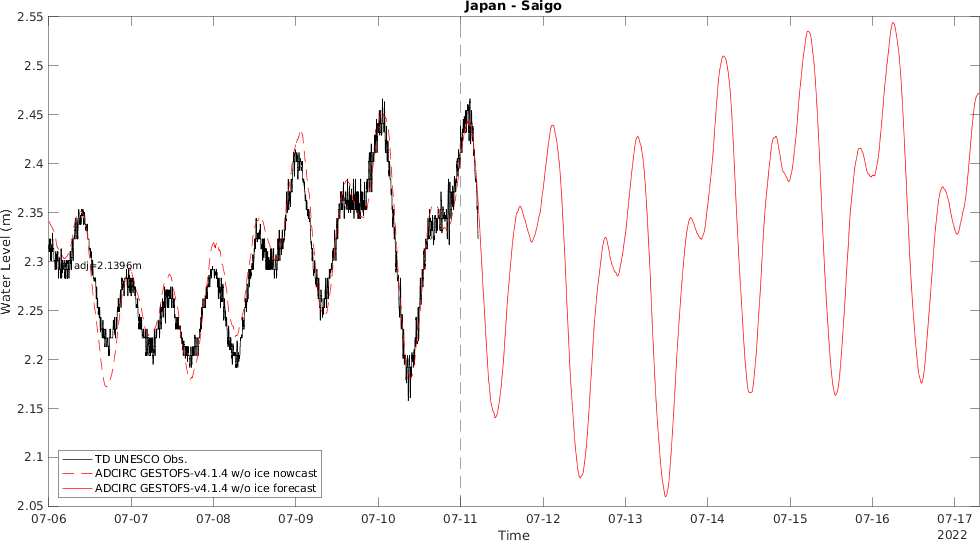 Japan - Saigo
2.55
2.5
2.45
2.4
2.35
2.3
2.25
2.2
2.15
2.1
2.05
Water Level (m)
adj=2.1396m
TD UNESCO Obs.
ADCIRC GESTOFS-v4.1.4 w/o ice nowcast
ADCIRC GESTOFS-v4.1.4 w/o ice forecast
07-06 07-07 07-08 07-09 07-10 07-11 07-12 07-13 07-14 07-15 07-16 07-17
Time 2022